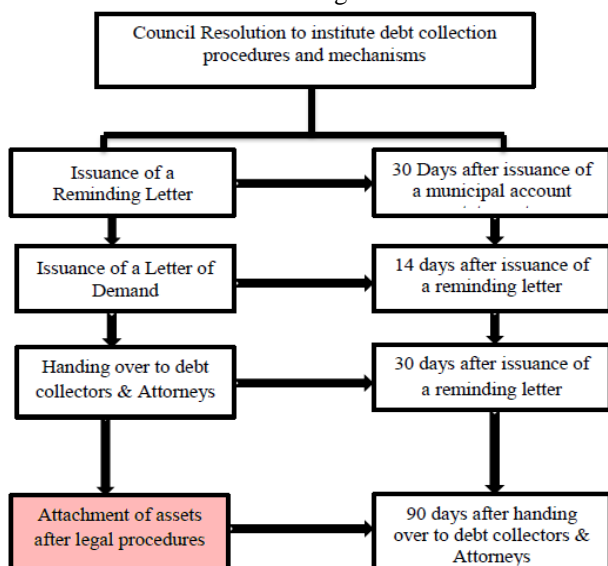 Council Resolution to institute debt collection
procedures and mechanisms
Issuance of a
Reminding Letter
30 Days after issuance of
a municipal account
Issuance of a Letter of
Demand
14 days after issuance of
a reminding letter
Handing over to debt
collectors & Attorneys
30 days after issuance of
a reminding letter
Attachment of assets
after legal procedures
90 days after handing
over to debt collectors &
Attorneys